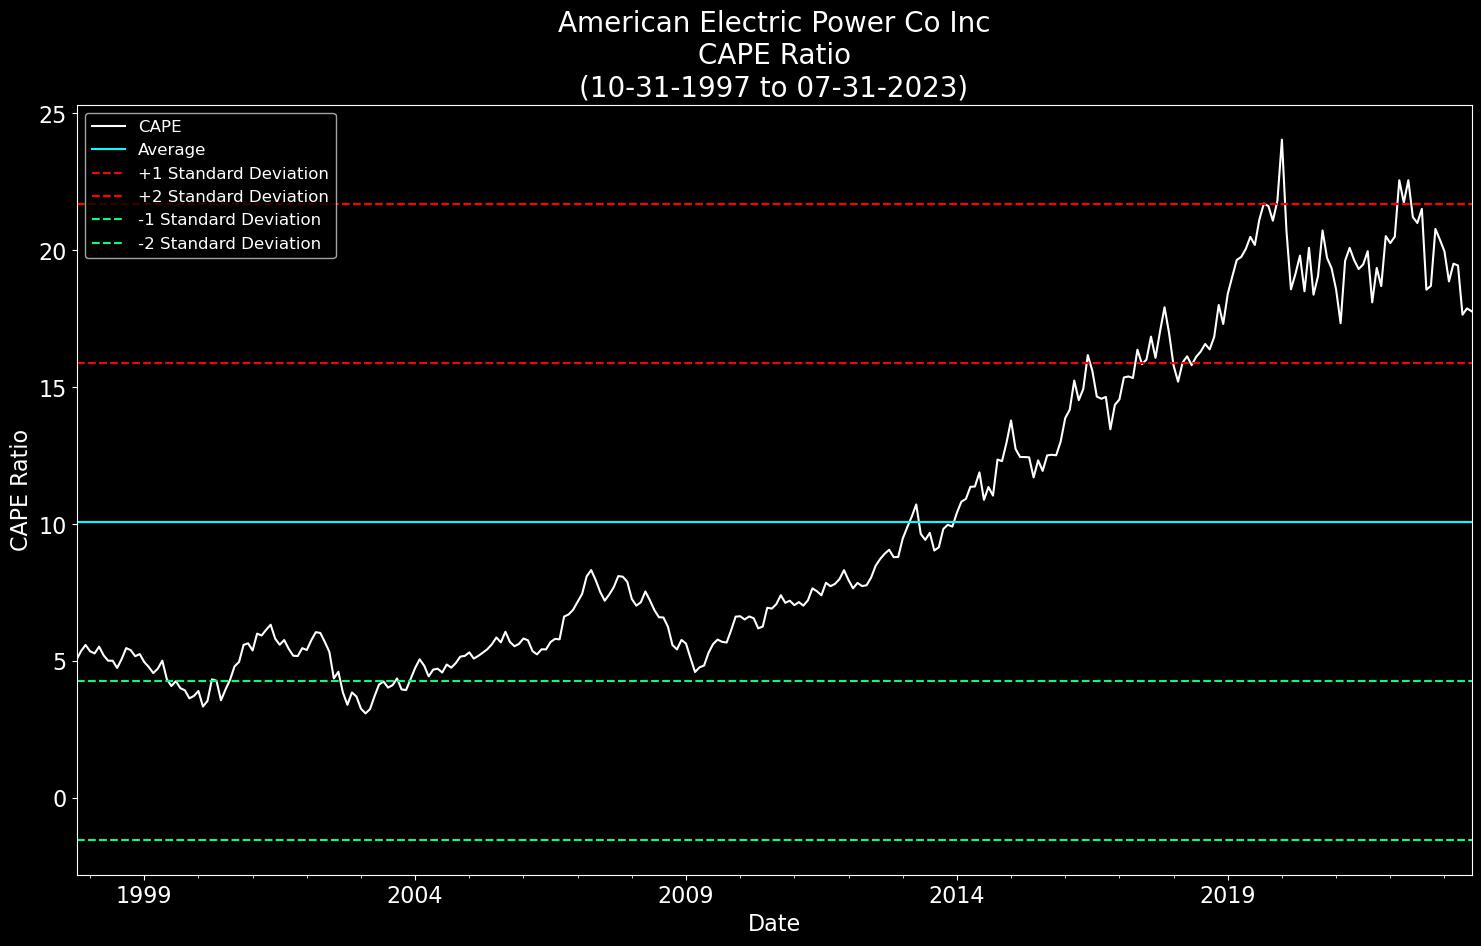 American Electric Power Co Inc
CAPE Ratio
(10-31-1997 to 07-31-2023)
CAPE
Average
+1 Standard Deviation
+2 Standard Deviation
-1 Standard Deviation
-2 Standard Deviation
25
20
15
10
5
0
CAPE Ratio
1999 2004 2009 2014 2019
Date